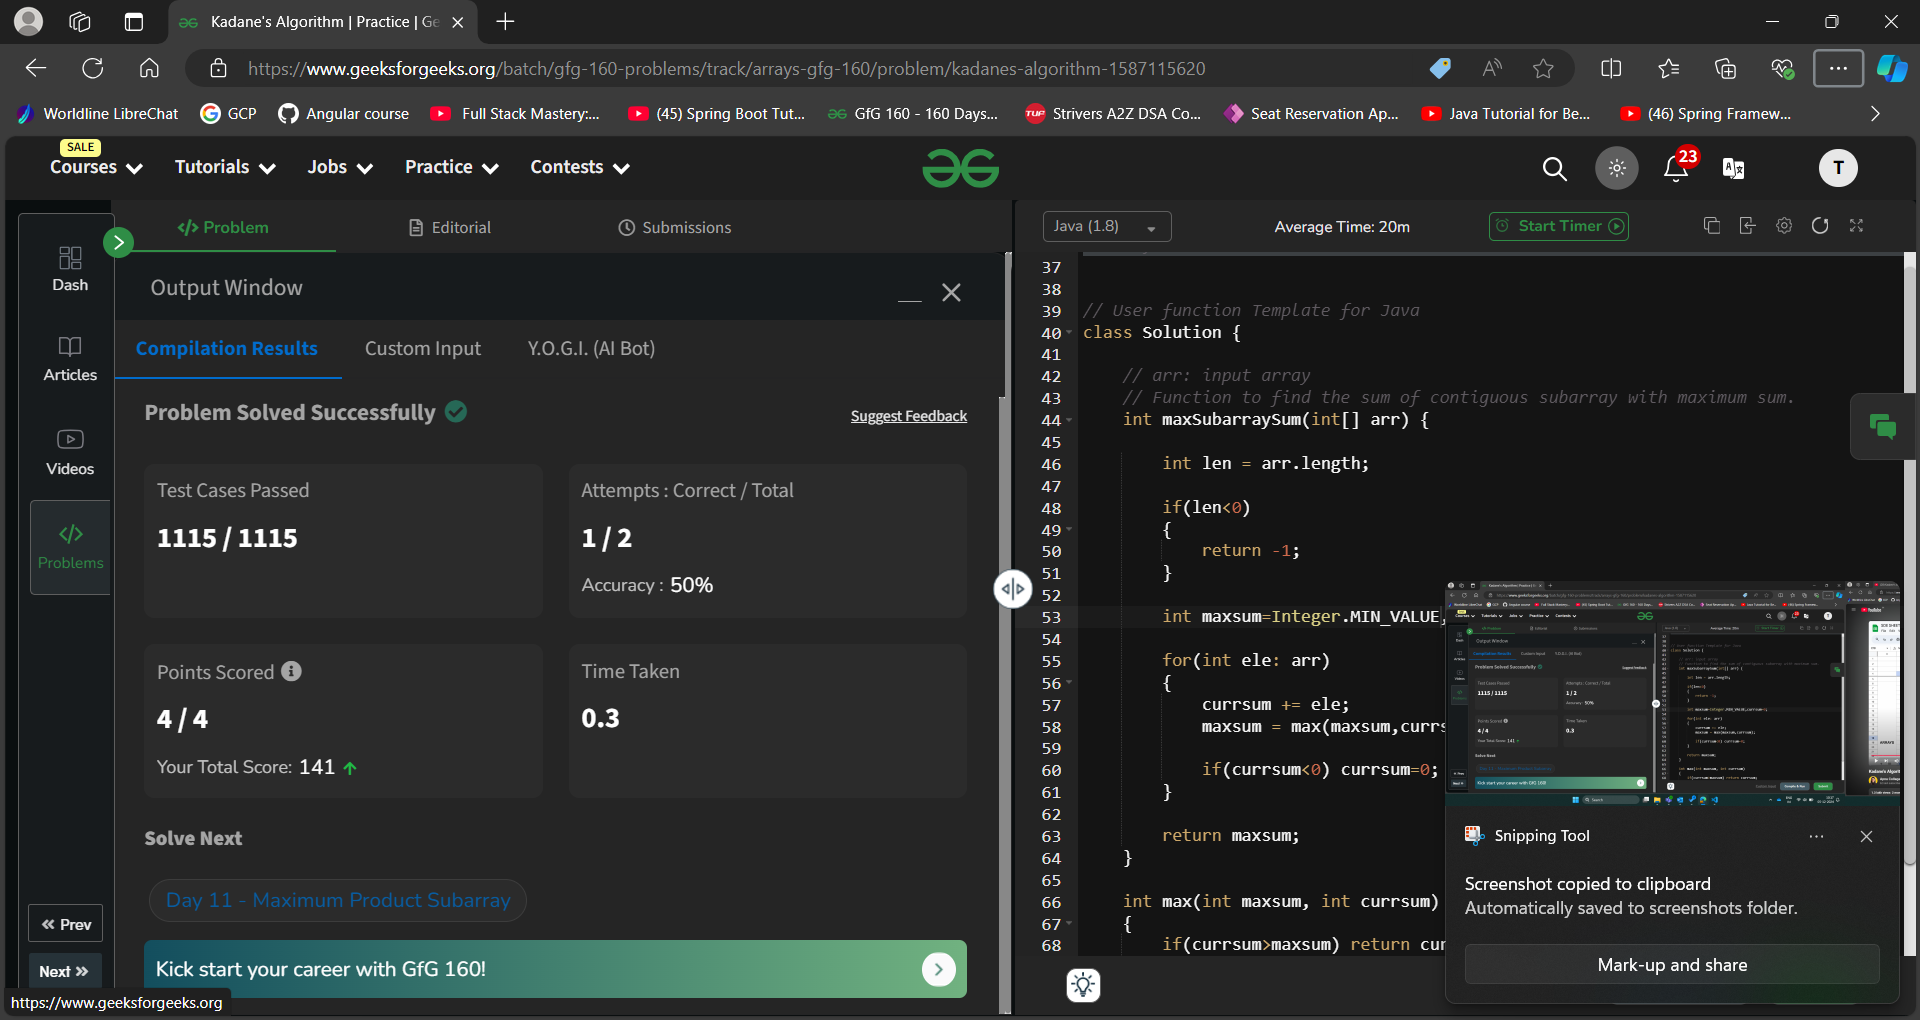 Kadane's Algorithm | Practice | Ge
https://www.geeksforgeeks.org/batch/gfg-160-problems/track/arrays-gfg-160/problem/kadanes-algorithm-1587115620
Worldline LibreChat
GCP
Angular course
Full Stack Mastery:...
(45) Spring Boot Tut...
GfG 160 - 160 Days...
Strivers A2Z DSA Co...
Seat Reservation Ap...
Java Tutorial for Be...
(46) Spring Framew...
SALE
Courses
Tutorials
Jobs
Practice
Contests
23
T
Dash
Articles
Videos
</>
Problems
Prev
Next
https://www.geeksforgeeks.org
</> Problem
Editorial
Submissions
Output Window
Compilation Results
Custom Input
Y.O.G.I. (AI Bot)
Problem Solved Successfully
Suggest Feedback
Test Cases Passed
1115 / 1115
Attempts : Correct / Total
1 / 2
Accuracy : 50%
Points Scored
4 / 4
Your Total Score: 141
Time Taken
0.3
Solve Next
Day 11 - Maximum Product Subarray
Kick start your career with GfG 160!
Java (1.8)
Average Time: 20m
Start Timer
37
38
39 // User function Template for Java
40 class Solution {
41
42 // arr: input array
43 // Function to find the sum of contiguous subarray with maximum sum.
44 int maxSubarraySum(int[] arr) {
45
46 int len = arr.length;
47
48 if(len<0)
49 {
50 return -1;
51 }
52
53 int maxsum=Integer.MIN_VALUE,
54
55 for(int ele: arr)
56 {
57 currsum += ele;
58 maxsum = max(maxsum,currs
59
60 if(currsum<0) currsum=0;
61 }
62
63 return maxsum;
64 }
65
66 int max(int maxsum, int currsum)
67 {
68 if(currsum>maxsum) return cur
Snipping Tool
Screenshot copied to clipboard
Automatically saved to screenshots folder.
Mark-up and share